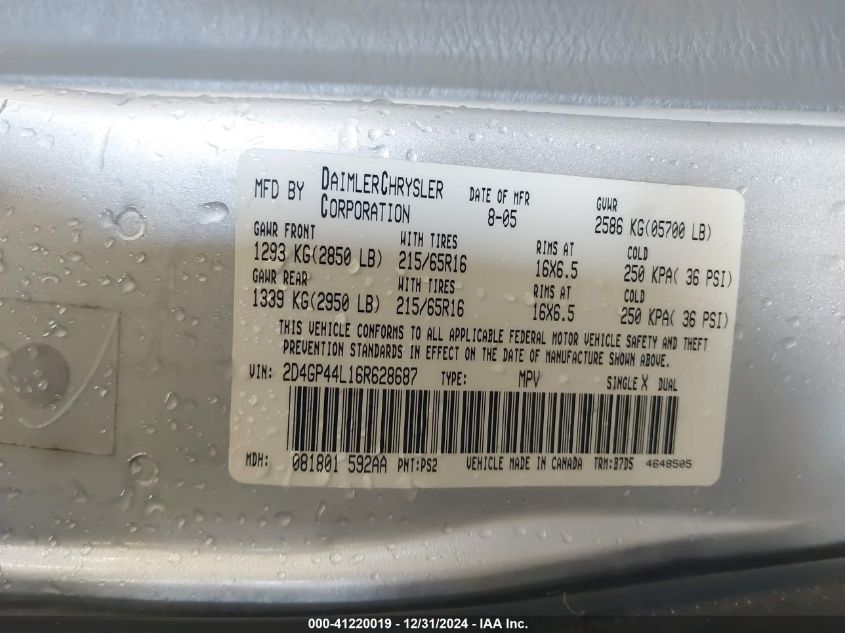 MFD BY DAIMLERCHRYSLER CORPORATION DATE OF MFR 8-05 GVWR 2586 KG(05700 LB)
GAWR FRONT WITH TIRES RIMS AT COLD
1293 KG(2850 LB) 215/65R16 16X6.5 250 KPA( 36 PSI)
GAWR REAR WITH TIRES RIMS AT COLD
1339 KG(2950 LB) 215/65R16 16X6.5 250 KPA( 36 PSI)
THIS VEHICLE CONFORMS TO ALL APPLICABLE FEDERAL MOTOR VEHICLE SAFETY AND THEFT
PREVENTION STANDARDS IN EFFECT ON THE DATE OF MANUFACTURE SHOWN ABOVE.
VIN: 2D4GP44L16R628687 TYPE: MPV SINGLE X DUAL
MDH: 081801 592AA PNT:PS2 VEHICLE MADE IN CANADA TRM:B7D5 4648505
000-41220019 - 12/31/2024 - IAA Inc.